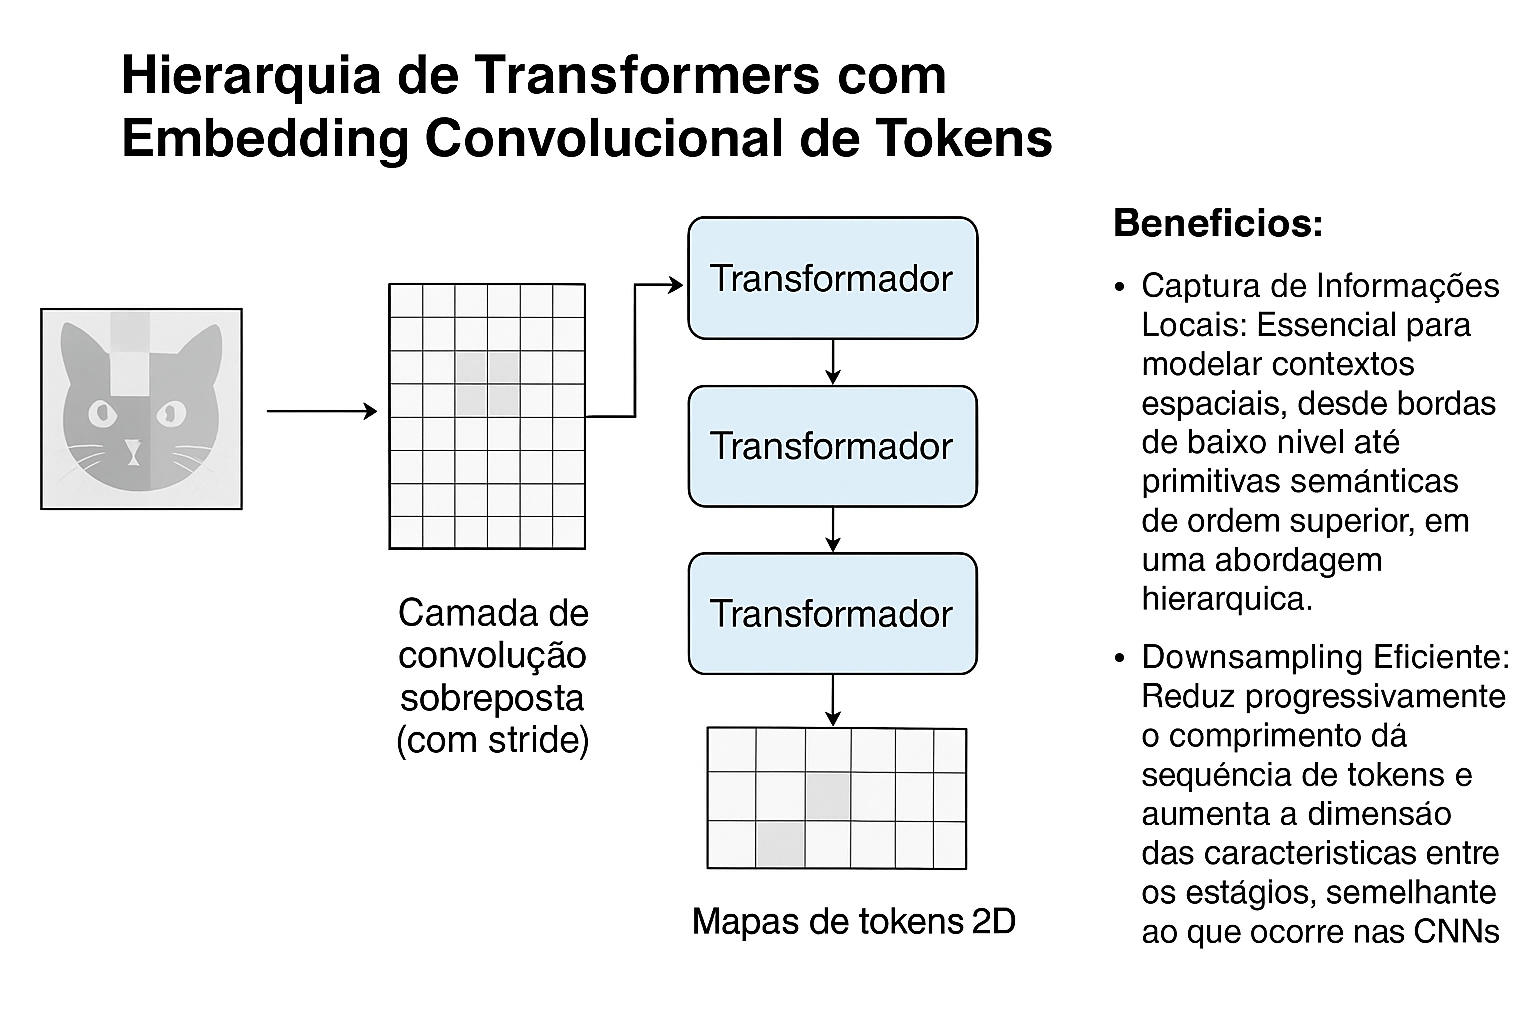 Hierarquia de Transformers com
Embedding Convolucional de Tokens
Camada de
convolução
sobreposta
(com stride)
Transformador
Transformador
Transformador
Mapas de tokens 2D
Beneficios:
• Captura de Informações
Locais: Essencial para
modelar contextos
espaciais, desde bordas
de baixo nivel até
primitivas semánticas
de ordem superior, em
uma abordagem
hierarquica.
• Downsampling Eficiente:
Reduz progressivamente
o comprimento dá
sequéncia de tokens e
aumenta a dimensáo
das caracteristicas entre
os estágios, semelhante
ao que ocorre nas CNNs